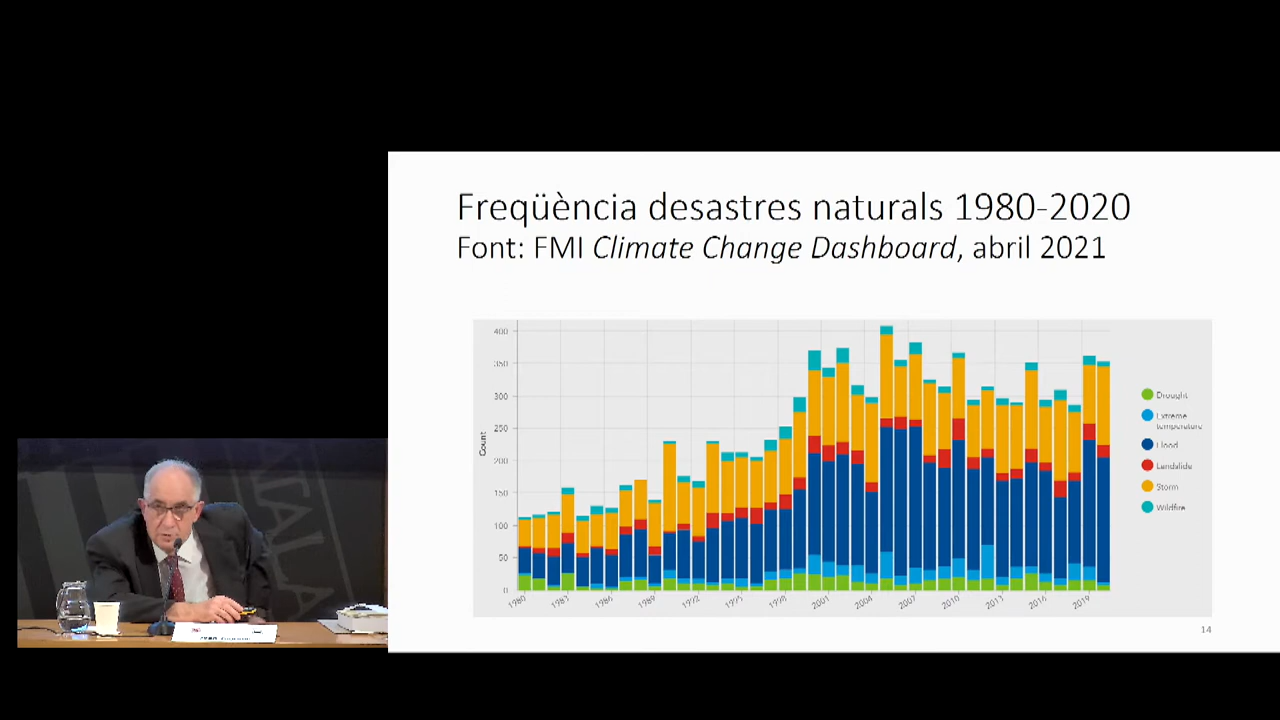 Freqüència desastres naturals 1980-2020
Font: FMI Climate Change Dashboard, abril 2021
400
350
300
250
200
150
100
50
0
Count
1980 1983 1986 1989 1992 1995 1998 2001 2004 2007 2010 2013 2016 2019
Drought
Extreme
temperature
Flood
Landslide
Storm
Wildfire
14